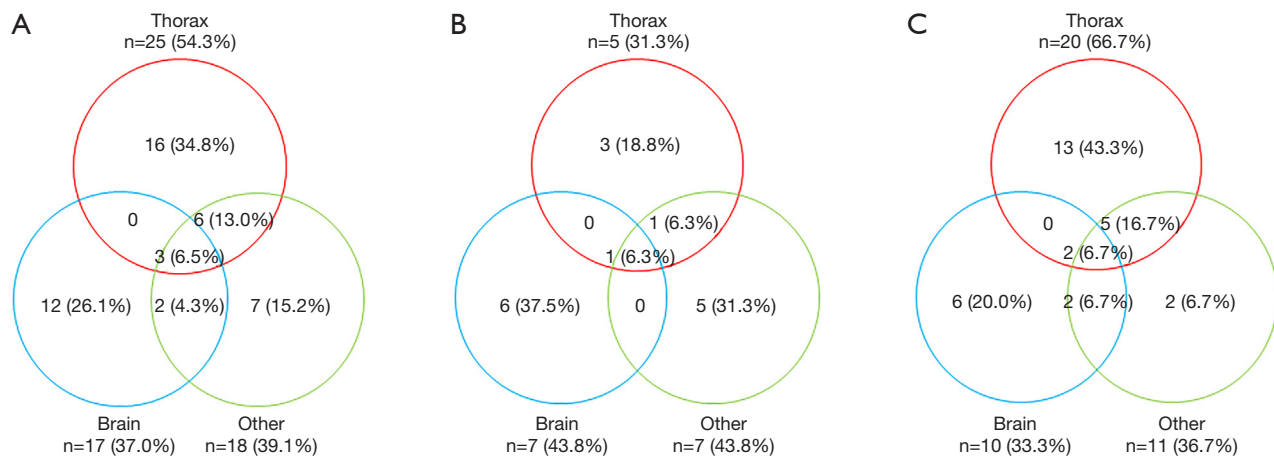 A
Thorax
n=25 (54.3%)
16 (34.8%)
0
6 (13.0%)
3 (6.5%)
12 (26.1%)
2 (4.3%)
7 (15.2%)
Brain
n=17 (37.0%)
Other
n=18 (39.1%)
B
Thorax
n=5 (31.3%)
3 (18.8%)
0
1 (6.3%)
1 (6.3%)
6 (37.5%)
0
5 (31.3%)
Brain
n=7 (43.8%)
Other
n=7 (43.8%)
C
Thorax
n=20 (66.7%)
13 (43.3%)
0
5 (16.7%)
2 (6.7%)
6 (20.0%)
2 (6.7%)
2 (6.7%)
Brain
n=10 (33.3%)
Other
n=11 (36.7%)